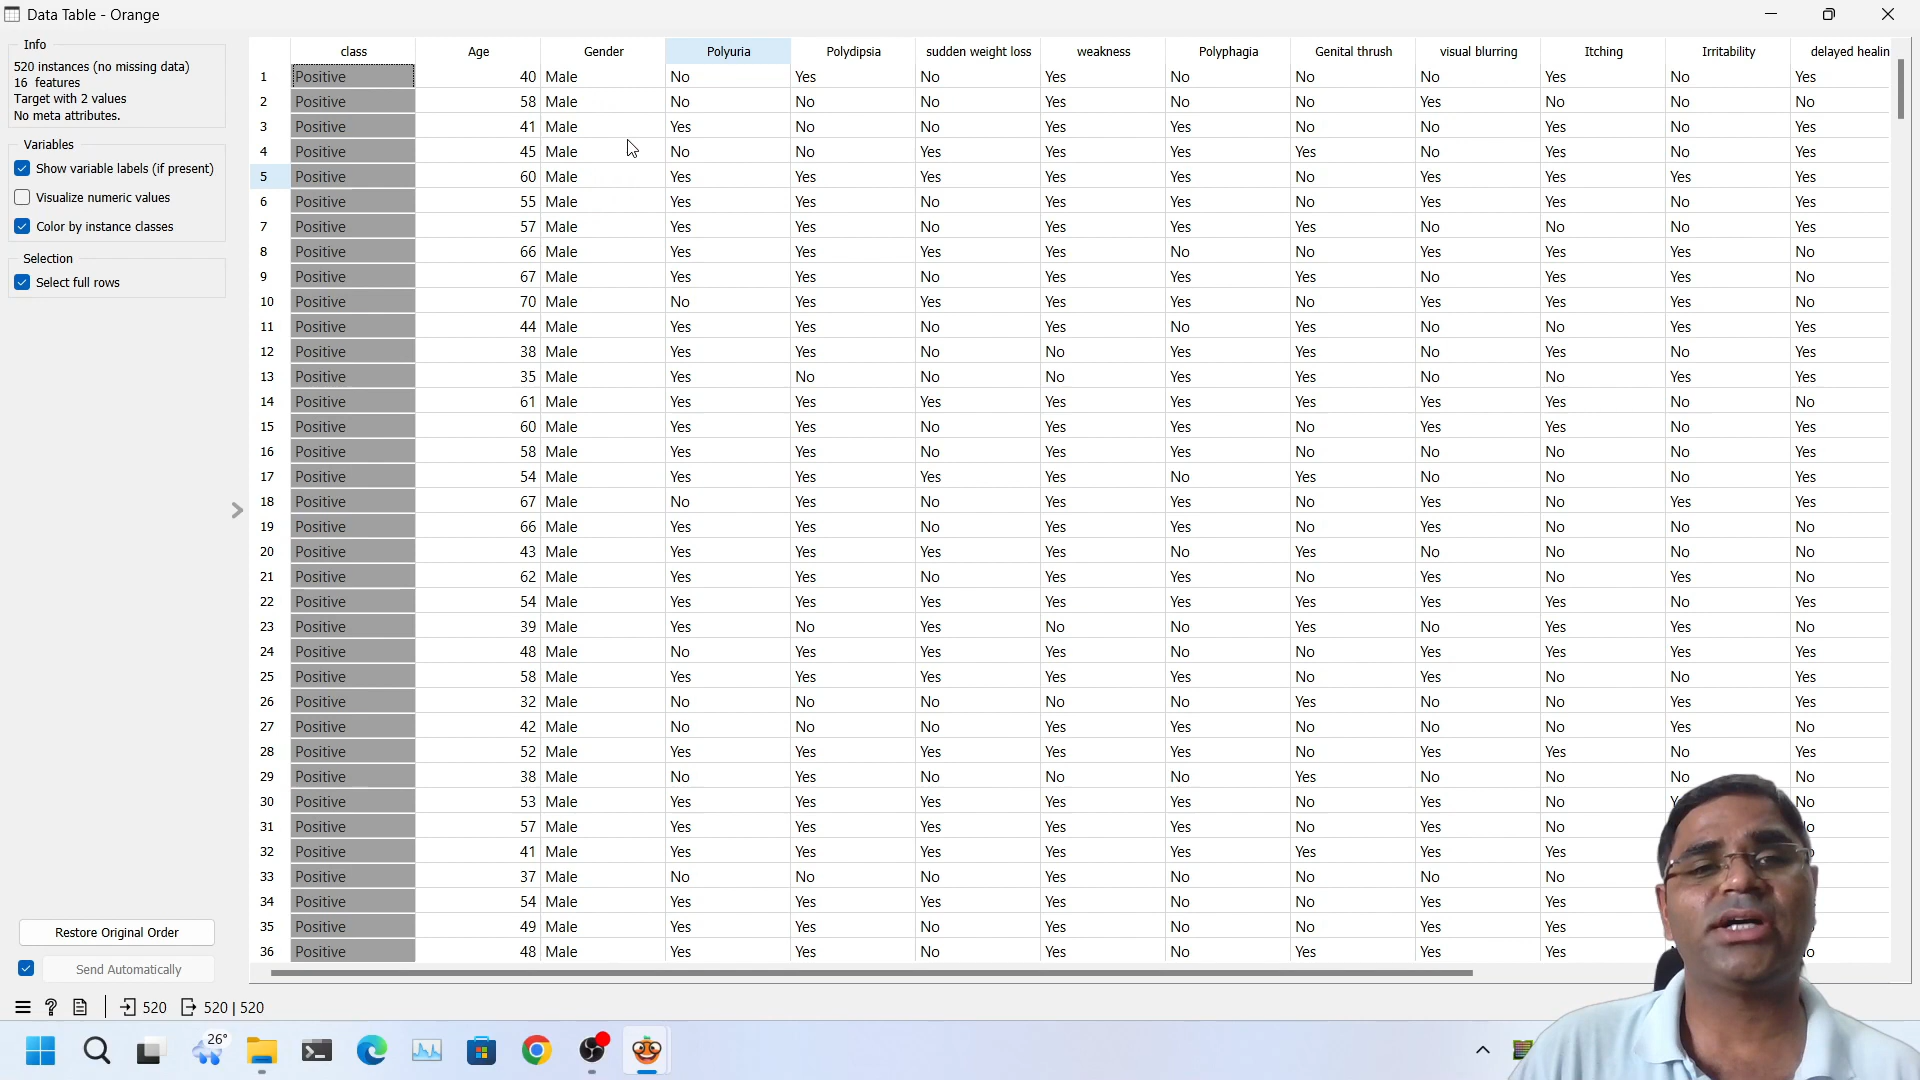 Data Table - Orange
Info
520 instances (no missing data)
16 features
Target with 2 values
No meta attributes.
Variables
Show variable labels (if present)
Visualize numeric values
Color by instance classes
Selection
Select full rows
class Age Gender Polyuria Polydipsia sudden weight loss weakness Polyphagia Genital thrush visual blurring Itching Irritability delayed healin
1 Positive 40 Male No Yes No Yes No No No Yes No Yes
2 Positive 58 Male No No No Yes No No Yes No No No
3 Positive 41 Male Yes No No Yes Yes No No Yes No Yes
4 Positive 45 Male No No Yes Yes Yes Yes No Yes No Yes
5 Positive 60 Male Yes Yes Yes Yes Yes No Yes Yes Yes Yes
6 Positive 55 Male Yes Yes No Yes Yes No Yes Yes No Yes
7 Positive 57 Male Yes Yes No Yes Yes Yes No No No Yes
8 Positive 66 Male Yes Yes Yes Yes No No Yes Yes Yes No
9 Positive 67 Male Yes Yes No Yes Yes Yes No Yes Yes No
10 Positive 70 Male No Yes Yes Yes Yes No Yes Yes Yes No
11 Positive 44 Male Yes Yes No Yes No Yes No No Yes Yes
12 Positive 38 Male Yes Yes No No Yes Yes No Yes No Yes
13 Positive 35 Male Yes No No No Yes Yes No No Yes Yes
14 Positive 61 Male Yes Yes Yes Yes Yes Yes Yes Yes No No
15 Positive 60 Male Yes Yes No Yes Yes No Yes Yes No Yes
16 Positive 58 Male Yes Yes No Yes Yes No No No No Yes
17 Positive 54 Male Yes Yes Yes Yes No Yes No No No Yes
18 Positive 67 Male No Yes No Yes Yes No Yes No Yes Yes
19 Positive 66 Male Yes Yes No Yes Yes No Yes No No No
20 Positive 43 Male Yes Yes Yes Yes No Yes No No No No
21 Positive 62 Male Yes Yes No Yes Yes No Yes No Yes No
22 Positive 54 Male Yes Yes Yes Yes Yes Yes Yes Yes No Yes
23 Positive 39 Male Yes No Yes No No Yes No Yes Yes No
24 Positive 48 Male No Yes Yes Yes No No Yes Yes Yes Yes
25 Positive 58 Male Yes Yes Yes Yes Yes No Yes No No Yes
26 Positive 32 Male No No No No No Yes No No Yes Yes
27 Positive 42 Male No No No Yes Yes No No No Yes No
28 Positive 52 Male Yes Yes Yes Yes Yes No Yes Yes No Yes
29 Positive 38 Male No Yes No No No Yes No No No No
30 Positive 53 Male Yes Yes Yes Yes Yes No Yes No No
31 Positive 57 Male Yes Yes Yes Yes Yes No Yes No
32 Positive 41 Male Yes Yes Yes Yes Yes Yes Yes Yes
33 Positive 37 Male No No No Yes No No No No
34 Positive 54 Male Yes Yes Yes Yes No No Yes Yes
35 Positive 49 Male Yes Yes No Yes No No Yes Yes
36 Positive 48 Male Yes Yes No Yes No Yes Yes Yes
Restore Original Order
Send Automatically
520 520 | 520
26°